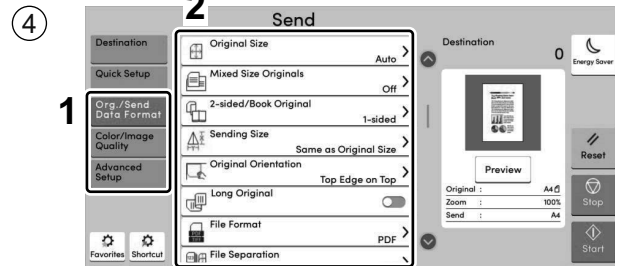 4
2
Send
Destination
Quick Setup
1
Org./Send
Data Format
Color/Image
Quality
Advanced
Setup
Favorites
Shortcut
Original Size
Auto
Mixed Size Originals
Off
2-sided/Book Original
1-sided
Sending Size
Same as Original Size
Original Orientation
Top Edge on Top
Long Original
File Format
PDF
File Separation
Destination
0
Preview
Original : A4
Zoom : 100%
Send : A4
Energy Saver
Reset
Stop
Start